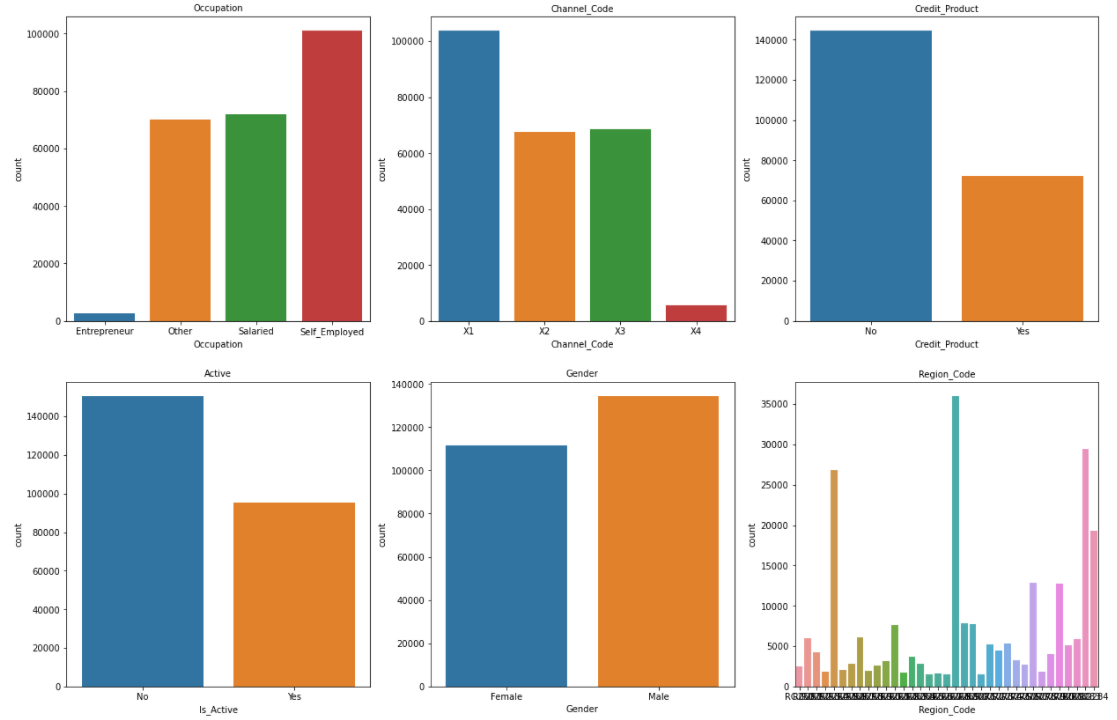 Occupation
100000
80000
60000
40000
20000
0
count
Entrepreneur Other Salaried Self_Employed
Occupation
Channel_Code
100000
80000
60000
40000
20000
0
count
X1 X2 X3 X4
Channel_Code
Credit_Product
140000
120000
100000
80000
60000
40000
20000
0
count
No Yes
Credit_Product
Active
140000
120000
100000
80000
60000
40000
20000
0
count
No Yes
Is_Active
Gender
140000
120000
100000
80000
60000
40000
20000
0
count
Female Male
Gender
Region_Code
35000
30000
25000
20000
15000
10000
5000
0
count
Region_Code